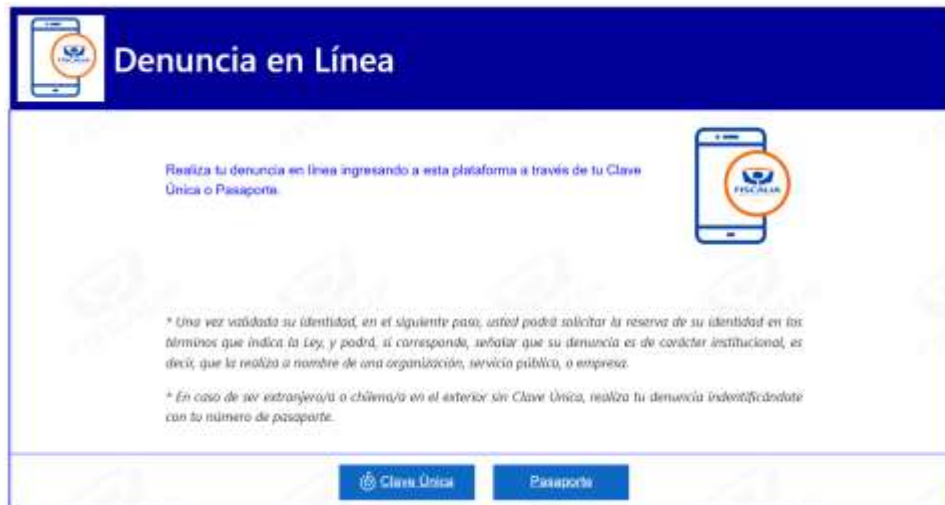 FISCALIA
Denuncia en Línea
Realiza tu denuncia en línea ingresando a esta plataforma a través de tu Clave
Única o Pasaporte.
FISCALIA
* Una vez validada su identidad, en el siguiente paso, usted podrá solicitar la reserva de su identidad en los
términos que indica la Ley, y podrá, si corresponde, señalar que su denuncia es de carácter institucional, es
decir, que la realiza a nombre de una organización, servicio público, o empresa.
* En caso de ser extranjero/a o chileno/a en el exterior sin Clave Única, realiza tu denuncia indentificándote
con tu número de pasaporte.
Clave Única
Pasaporte